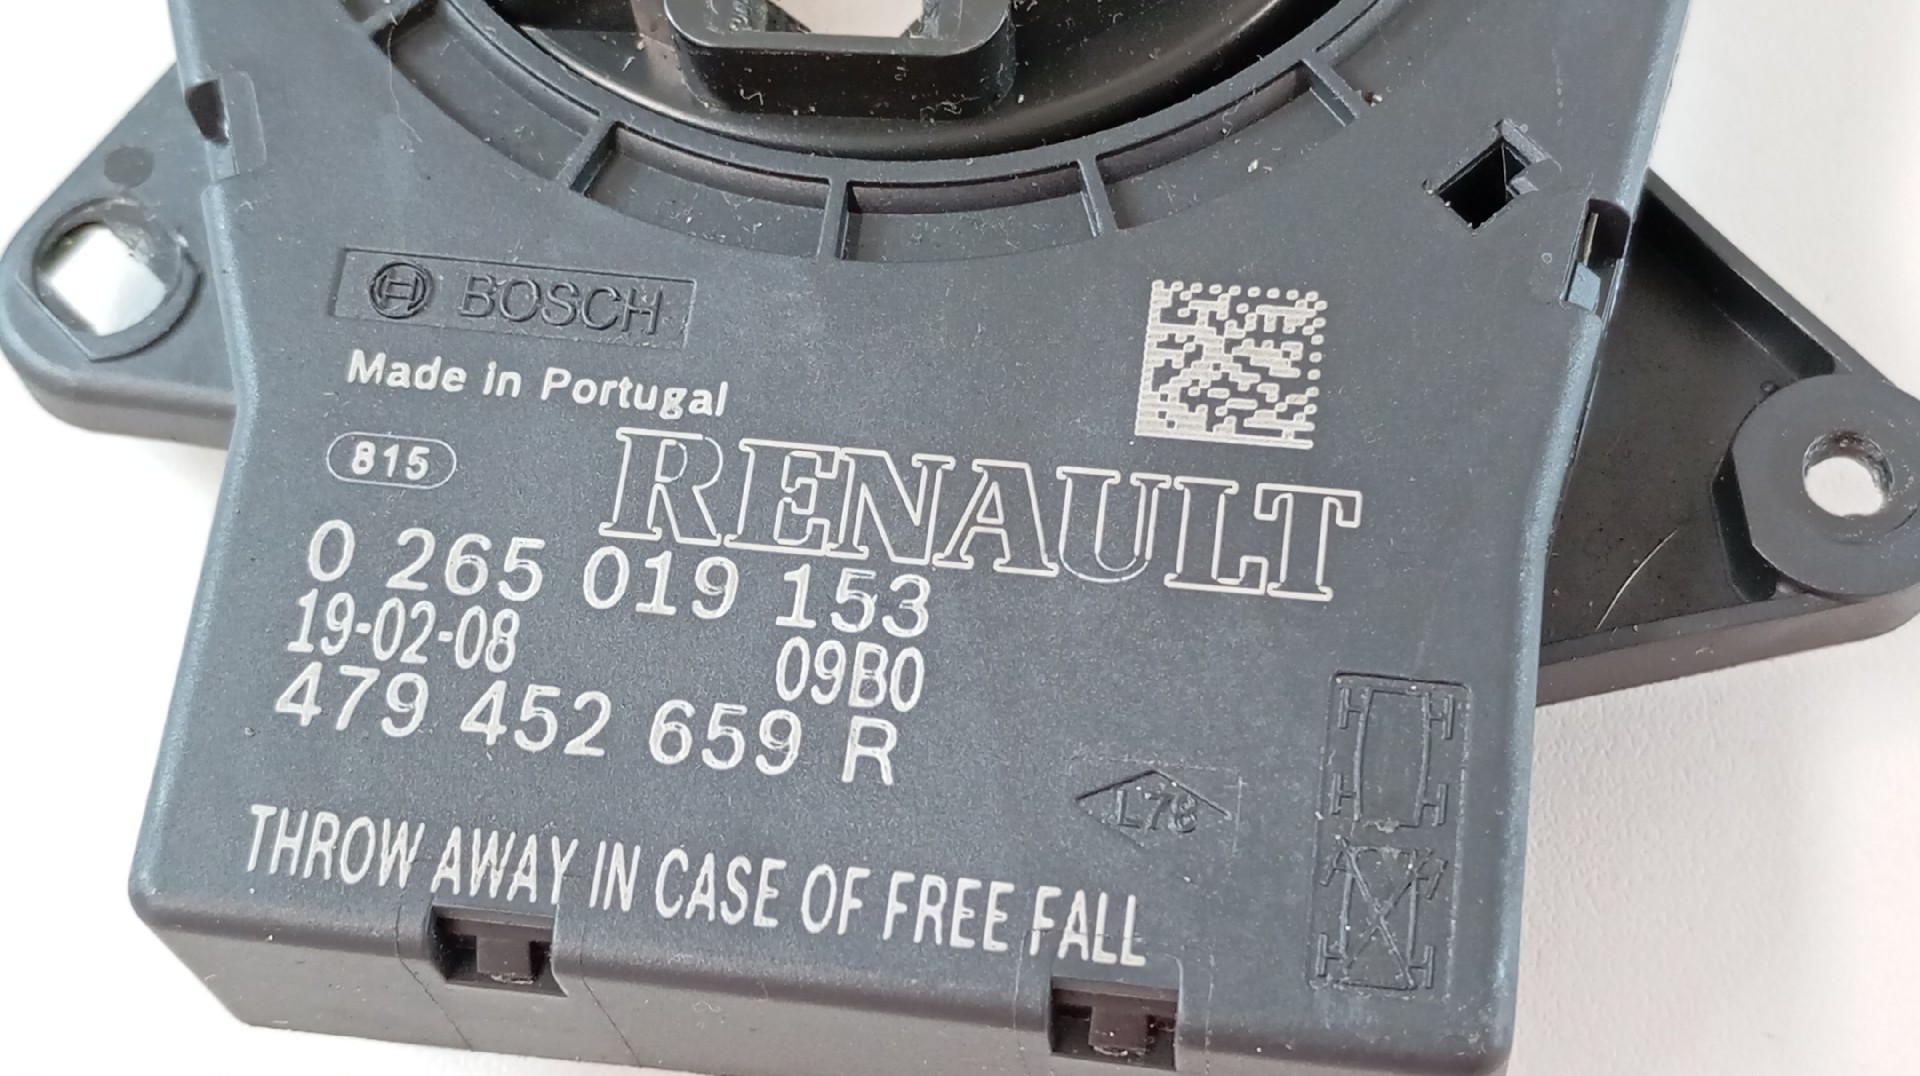 BOSCH
Made in Portugal
815
RENAULT
0 265 019 153
19-02-08 09B0
479 452 659 R
L78
THROW AWAY IN CASE OF FREE FALL